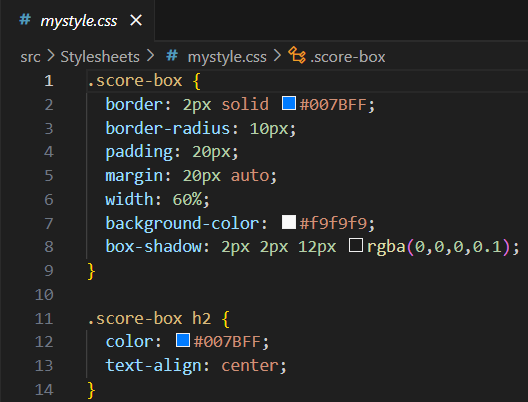 # mystyle.css ×
src > Stylesheets > # mystyle.css > .score-box
1 .score-box {
2   border: 2px solid #007BFF;
3   border-radius: 10px;
4   padding: 20px;
5   margin: 20px auto;
6   width: 60%;
7   background-color: #f9f9f9;
8   box-shadow: 2px 2px 12px rgba(0,0,0,0.1);
9 }
10
11 .score-box h2 {
12   color: #007BFF;
13   text-align: center;
14 }